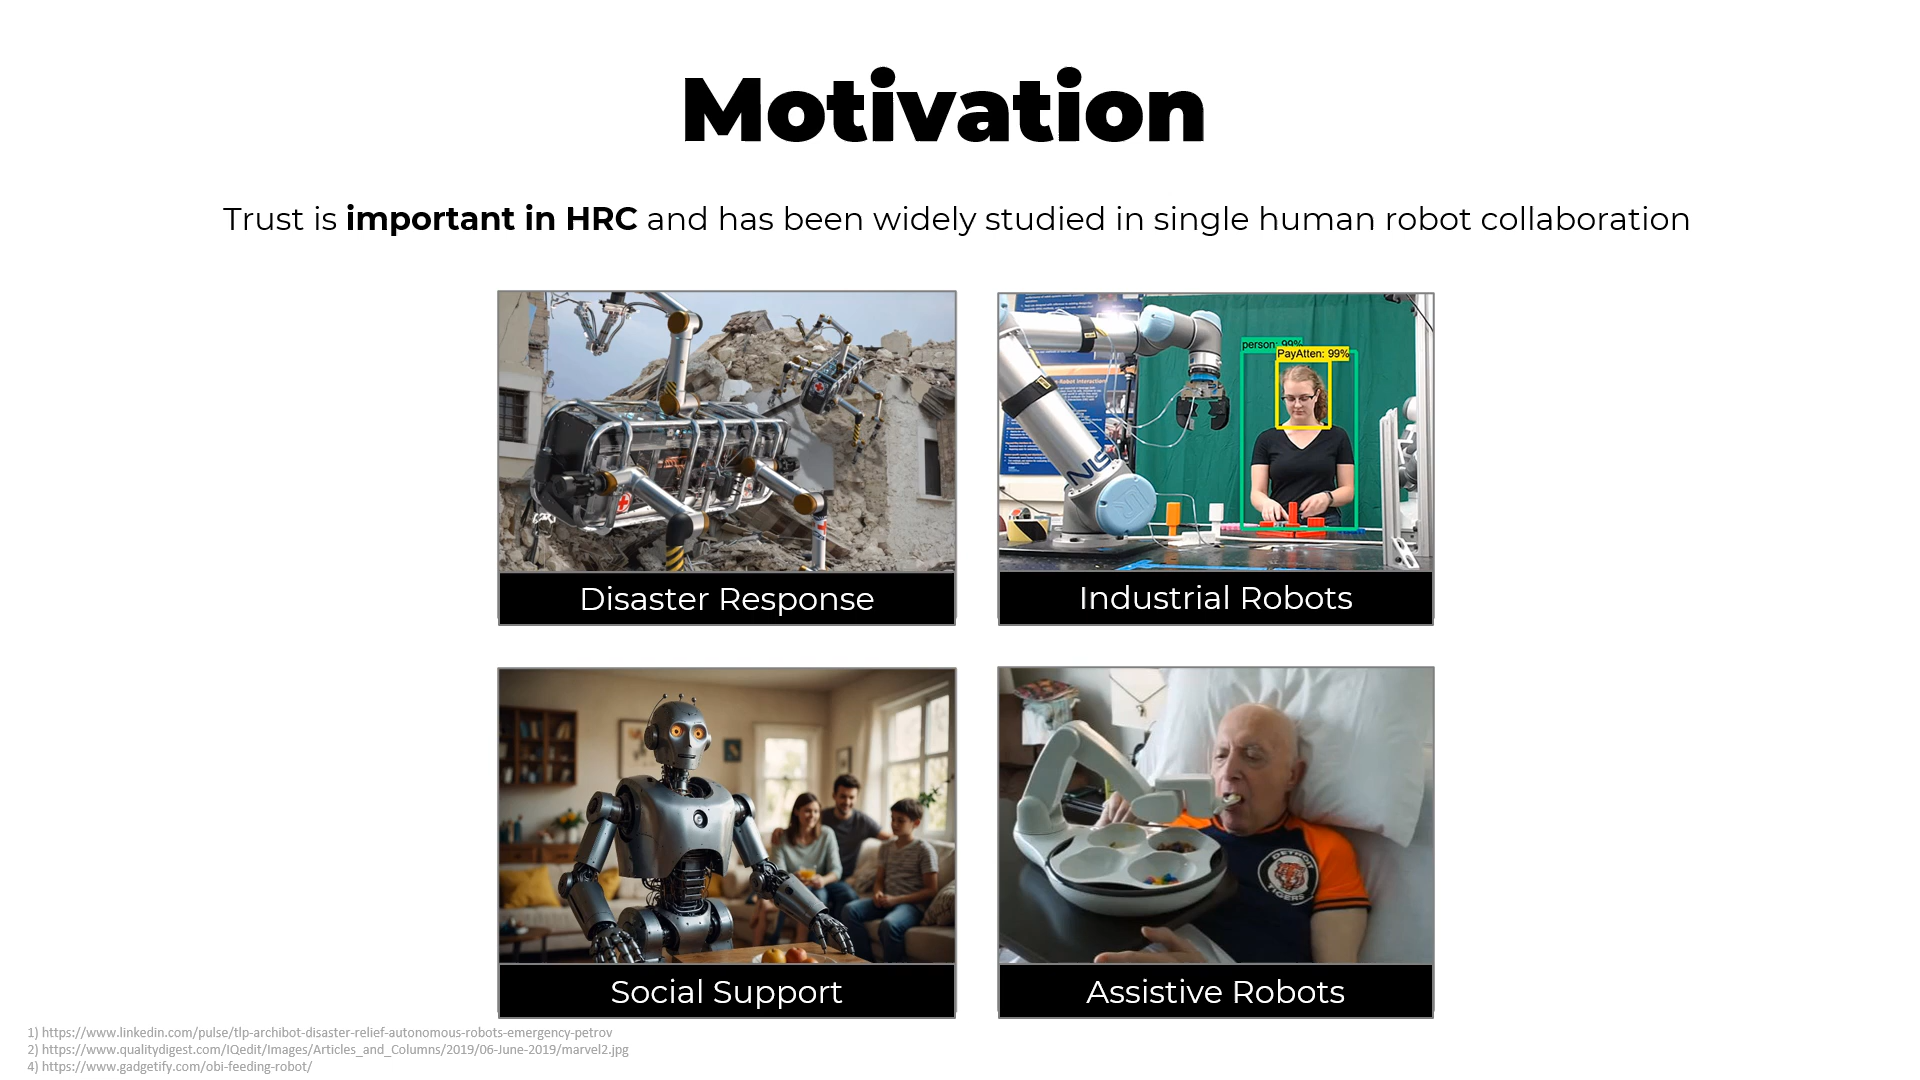 Motivation
Trust is important in HRC and has been widely studied in single human robot collaboration
person: 99%
PayAtten: 99%
Disaster Response
Industrial Robots
DETROIT
TIGERS
Social Support
Assistive Robots
1) https://www.linkedin.com/pulse/tlp-archibot-disaster-relief-autonomous-robots-emergency-petrov
2) https://www.qualitydigest.com/IQedit/Images/Articles_and_Columns/2019/06-June-2019/marvel2.jpg
4) https://www.gadgetify.com/obi-feeding-robot/